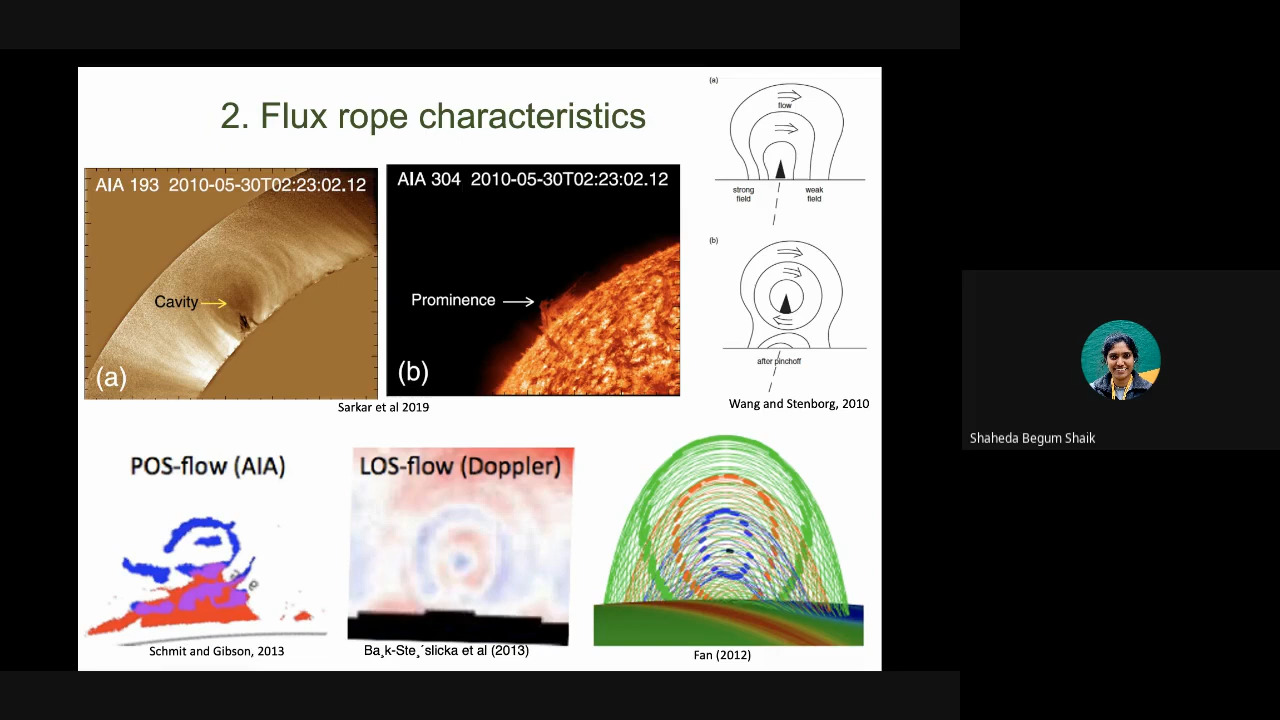 2. Flux rope characteristics
AIA 193 2010-05-30T02:23:02.12
Cavity
(a)
AIA 304 2010-05-30T02:23:02.12
Prominence
(b)
Sarkar et al 2019
(a)
flow
strong
field
weak
field
(b)
after pinchoff
Wang and Stenborg, 2010
POS-flow (AIA)
Schmit and Gibson, 2013
LOS-flow (Doppler)
Ba¸k-Ste¸´slicka et al (2013)
Fan (2012)
Shaheda Begum Shaik